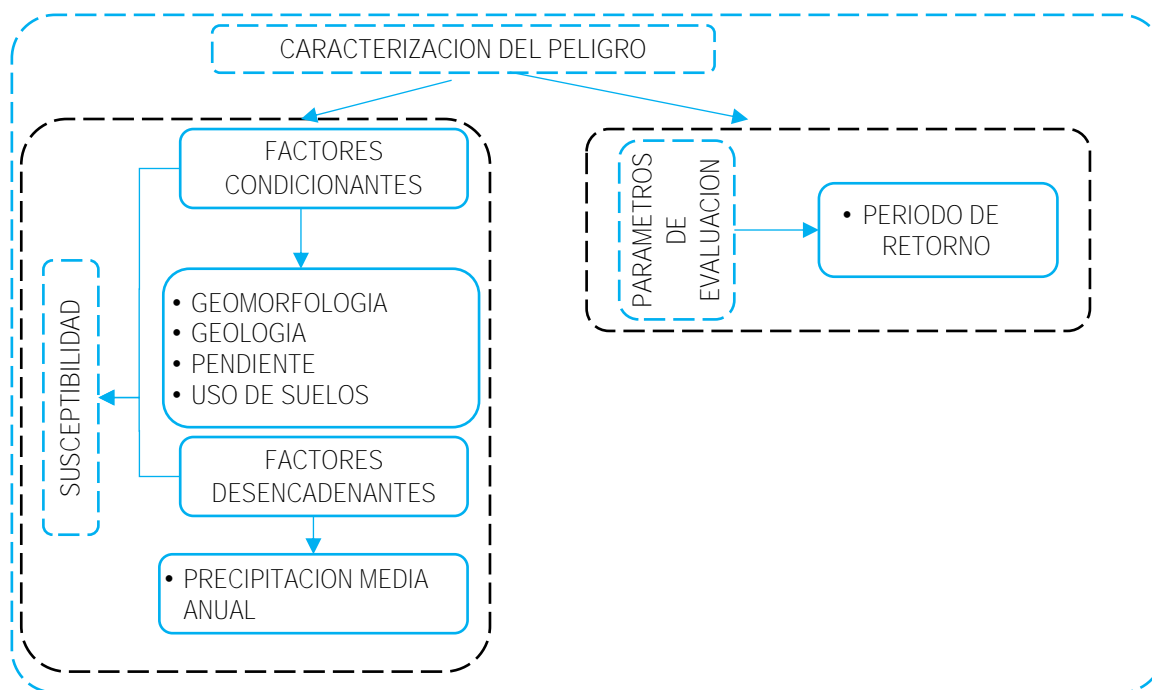 CARACTERIZACION DEL PELIGRO
FACTORES
CONDICIONANTES
• GEOMORFOLOGIA
• GEOLOGIA
• PENDIENTE
• USO DE SUELOS
SUSCEPTIBILIDAD
FACTORES
DESENCADENANTES
• PRECIPITACION MEDIA
ANUAL
PARAMETROS
DE
EVALUACION
• PERIODO DE
RETORNO